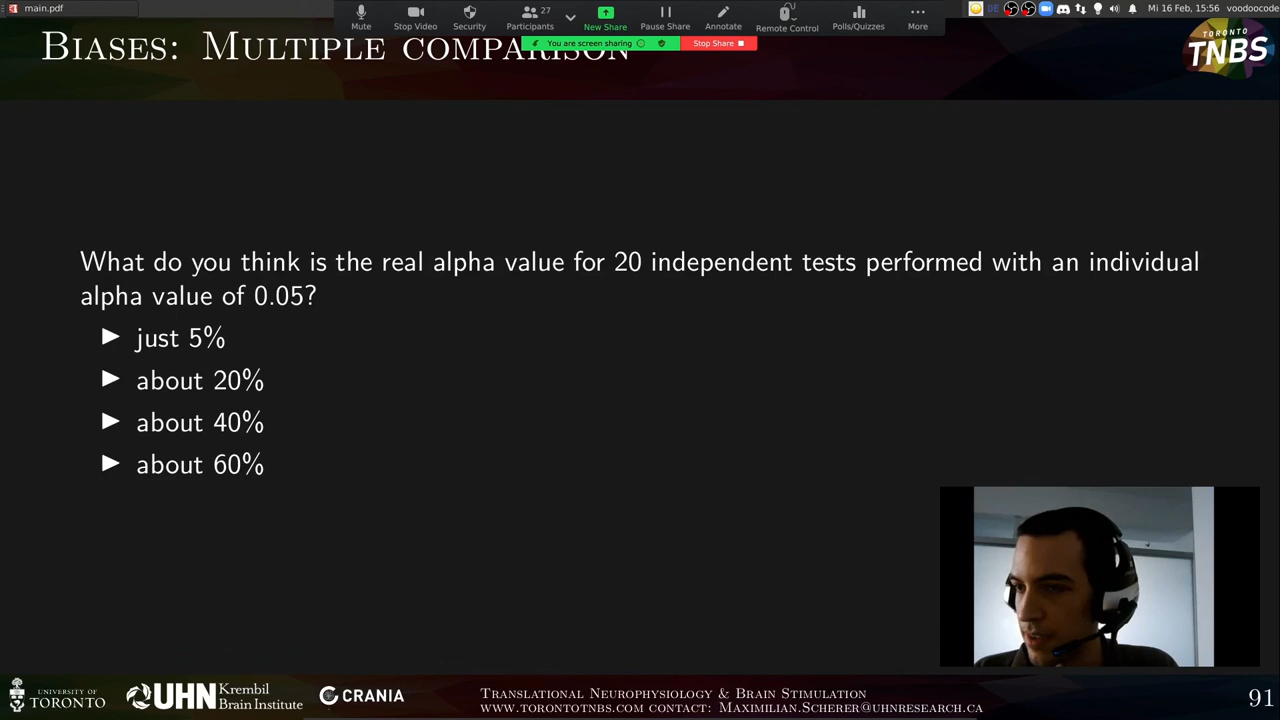 main.pdf
Mute
Stop Video
Security
Participants
27
New Share
Pause Share
Annotate
Remote Control
Polls/Quizzes
More
DE
Mi 16 Feb, 15:56
voodoocode
You are screen sharing
Stop Share
Biases: Multiple comparison
TORONTO
TNBS
What do you think is the real alpha value for 20 independent tests performed with an individual
alpha value of 0.05?
just 5%
about 20%
about 40%
about 60%
UNIVERSITY OF
TORONTO
UHN
Krembil
Brain Institute
CRANIA
Translational Neurophysiology & Brain Stimulation
www.torontotnbs.com contact: Maximilian.Scherer@uhnresearch.ca
91